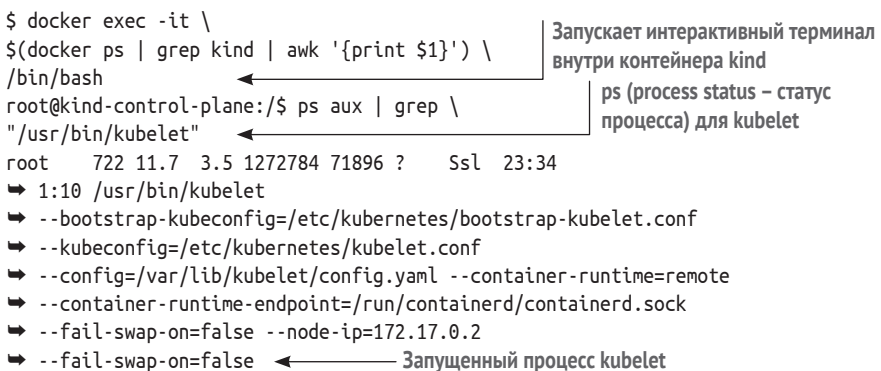 $ docker exec -it \
$(docker ps | grep kind | awk '{print $1}') \
/bin/bash
Запускает интерактивный терминал
внутри контейнера kind
root@kind-control-plane:/$ ps aux | grep \
"/usr/bin/kubelet"
ps (process status – статус
процесса) для kubelet
root    722 11.7  3.5 1272784 71896 ?    Ssl  23:34
➥ 1:10 /usr/bin/kubelet
➥ --bootstrap-kubeconfig=/etc/kubernetes/bootstrap-kubelet.conf
➥ --kubeconfig=/etc/kubernetes/kubelet.conf
➥ --config=/var/lib/kubelet/config.yaml --container-runtime=remote
➥ --container-runtime-endpoint=/run/containerd/containerd.sock
➥ --fail-swap-on=false --node-ip=172.17.0.2
➥ --fail-swap-on=false
Запущенный процесс kubelet